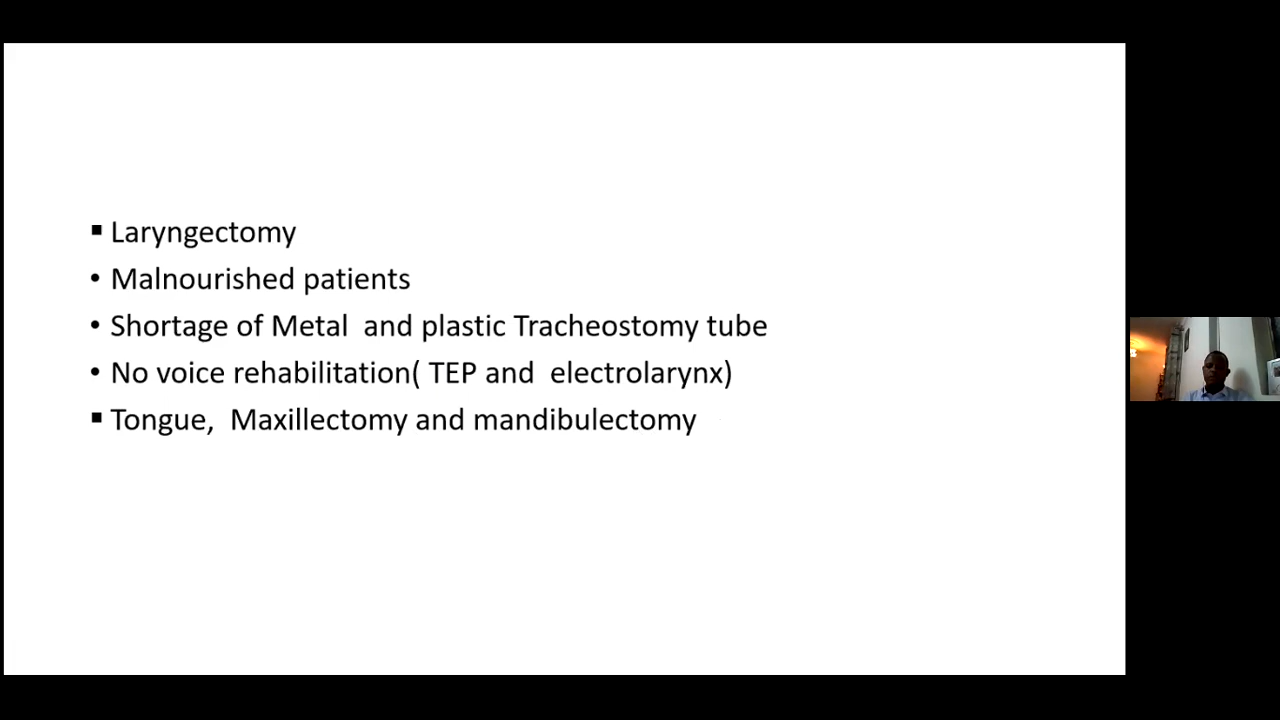 ▪ Laryngectomy
• Malnourished patients
• Shortage of Metal  and plastic Tracheostomy tube
• No voice rehabilitation( TEP and  electrolarynx)
▪ Tongue,  Maxillectomy and mandibulectomy